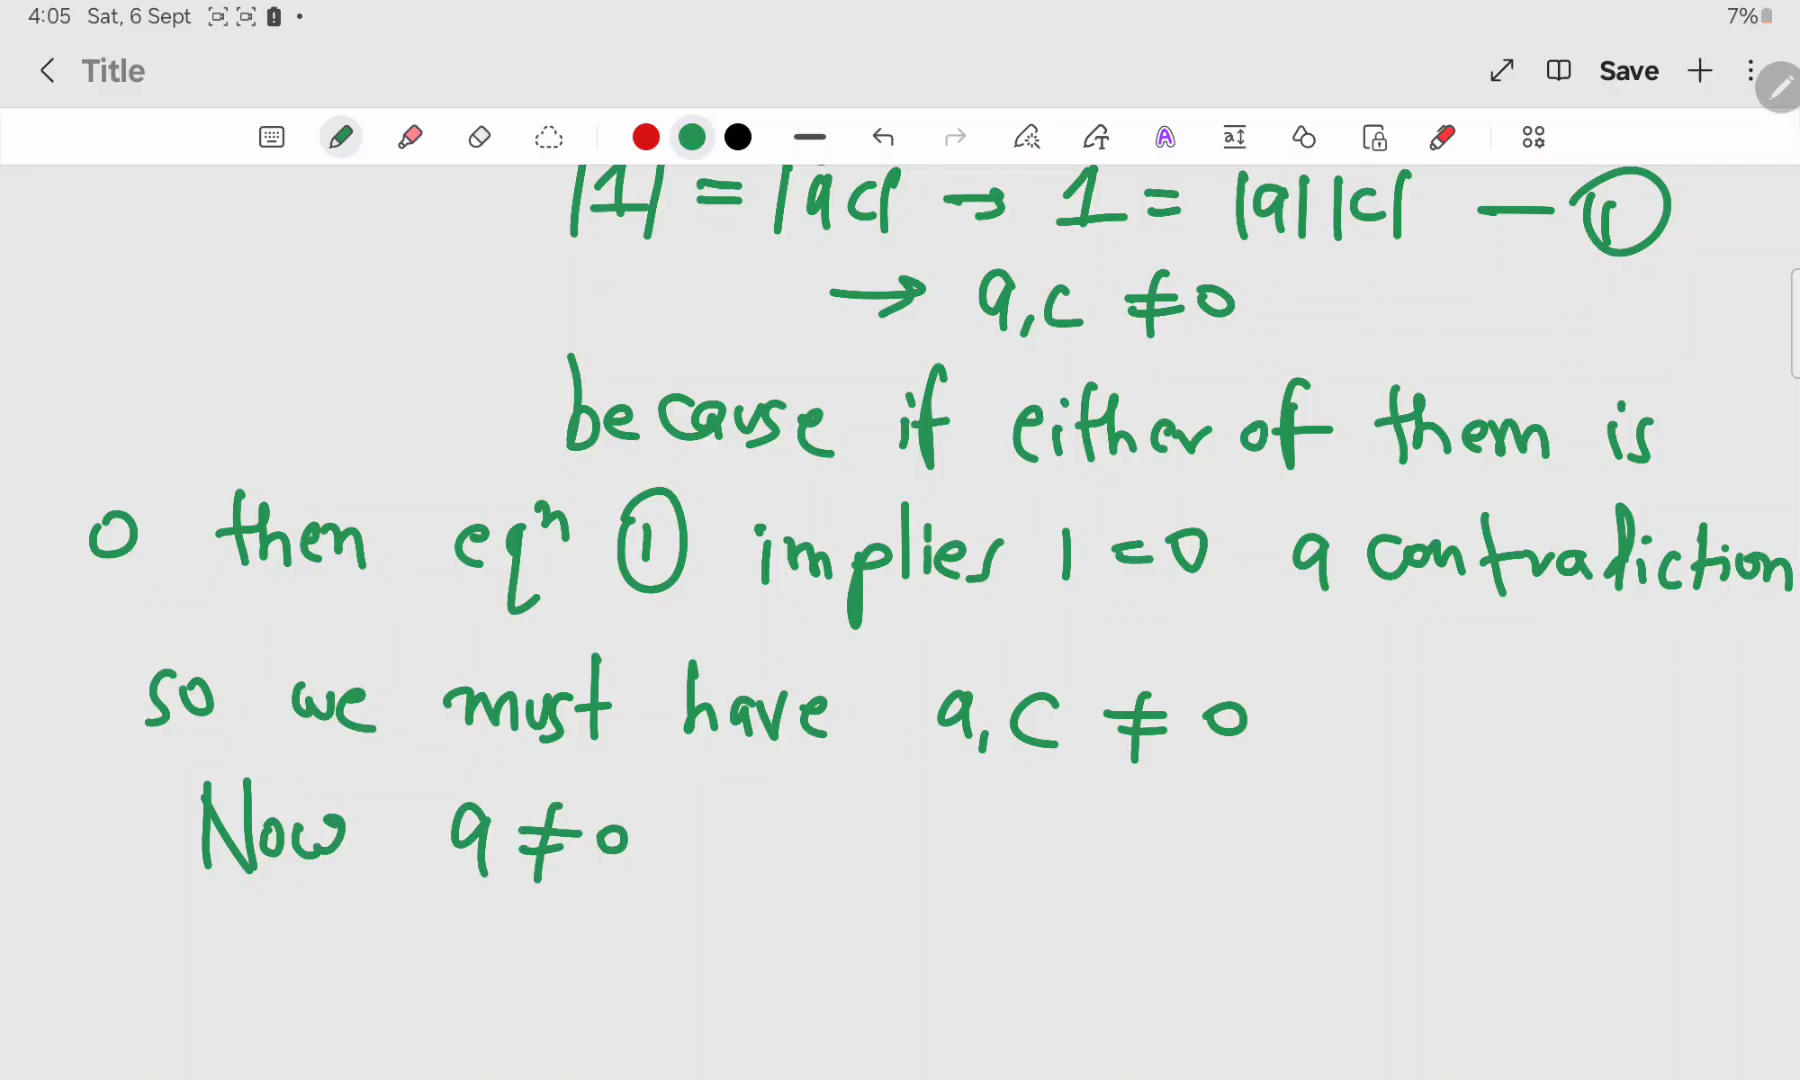 4:05 Sat, 6 Sept 7%
Title Save
|1| = |ac| → 1 = |a||c| — ①
→ a, c ≠ 0
because if either of them is
0 then eqⁿ ① implies 1 = 0 a contradiction
so we must have a, c ≠ 0
Now a ≠ 0